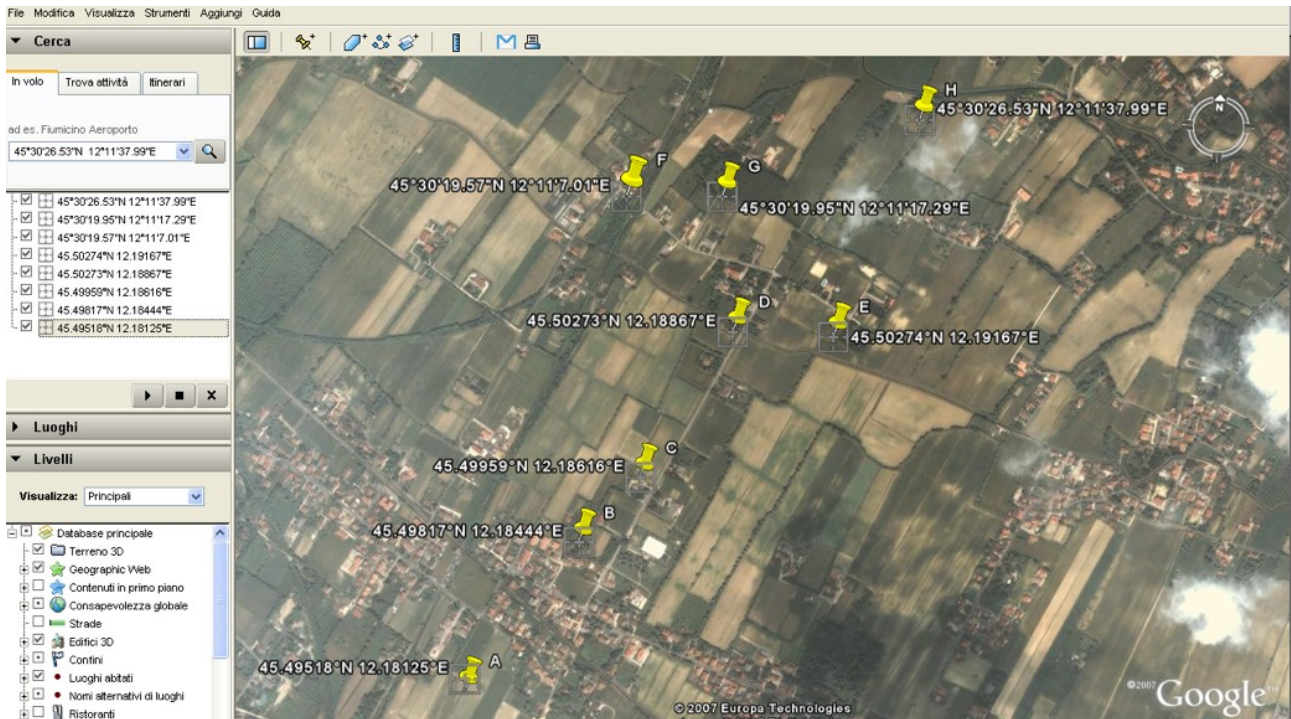 File Modifica Visualizza Strumenti Aggiungi Guida
Cerca
In volo Trova attività Itinerari
ad es. Fiumicino Aeroporto
45°30'26.53"N 12°11'37.99"E
45°30'26.53"N 12°11'37.99"E
45°30'19.95"N 12°11'17.29"E
45°30'19.57"N 12°11'7.01"E
45.50274°N 12.19167°E
45.50273°N 12.18867°E
45.49959°N 12.18616°E
45.49817°N 12.18444°E
45.49518°N 12.18125°E
Luoghi
Livelli
Visualizza: Principali
Database principale
Terreno 3D
Geographic Web
Contenuti in primo piano
Consapevolezza globale
Strade
Edifici 3D
Confini
Luoghi abitati
Nomi alternativi di luoghi
Ristoranti
N
H
45°30'26.53"N 12°11'37.99"E
F
45°30'19.57"N 12°11'7.01"E
G
45°30'19.95"N 12°11'17.29"E
D
45.50273°N 12.18867°E
E
45.50274°N 12.19167°E
C
45.49959°N 12.18616°E
B
45.49817°N 12.18444°E
A
45.49518°N 12.18125°E
© 2007 Europa Technologies
©2007 Google™